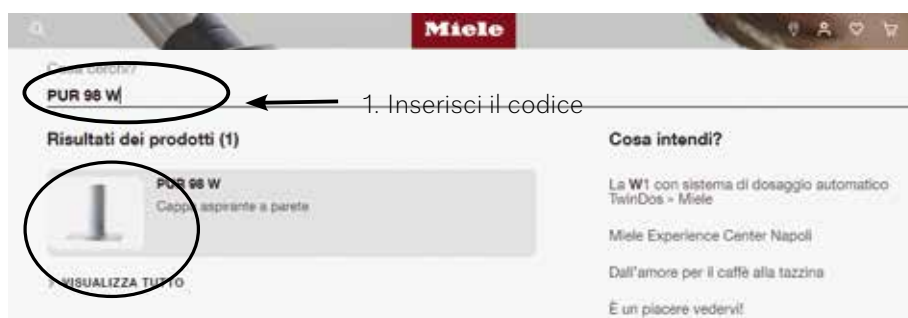 Miele
Cosa cerchi?
PUR 98 W
1. Inserisci il codice
Risultati dei prodotti (1)
PUR 98 W
Cappa aspirante a parete
> VISUALIZZA TUTTO
Cosa intendi?
La W1 con sistema di dosaggio automatico
TwinDos - Miele
Miele Experience Center Napoli
Dall'amore per il caffè alla tazzina
È un piacere vedervi!